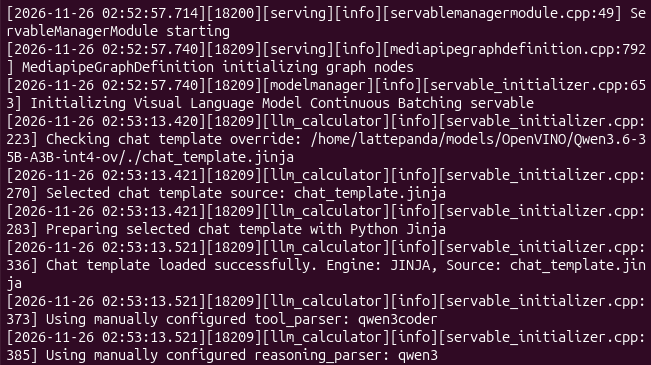 [2026-11-26 02:52:57.714][18200][serving][info][servablemanagermodule.cpp:49] Se
rvableManagerModule starting
[2026-11-26 02:52:57.740][18209][serving][info][mediapipegraphdefinition.cpp:792
] MediapipeGraphDefinition initializing graph nodes
[2026-11-26 02:52:57.740][18209][modelmanager][info][servable_initializer.cpp:65
3] Initializing Visual Language Model Continuous Batching servable
[2026-11-26 02:53:13.420][18209][llm_calculator][info][servable_initializer.cpp:
223] Checking chat template override: /home/lattepanda/models/OpenVINO/Qwen3.6-3
5B-A3B-int4-ov/./chat_template.jinja
[2026-11-26 02:53:13.421][18209][llm_calculator][info][servable_initializer.cpp:
270] Selected chat template source: chat_template.jinja
[2026-11-26 02:53:13.421][18209][llm_calculator][info][servable_initializer.cpp:
283] Preparing selected chat template with Python Jinja
[2026-11-26 02:53:13.521][18209][llm_calculator][info][servable_initializer.cpp:
336] Chat template loaded successfully. Engine: JINJA, Source: chat_template.jin
ja
[2026-11-26 02:53:13.521][18209][llm_calculator][info][servable_initializer.cpp:
373] Using manually configured tool_parser: qwen3coder
[2026-11-26 02:53:13.521][18209][llm_calculator][info][servable_initializer.cpp:
385] Using manually configured reasoning_parser: qwen3